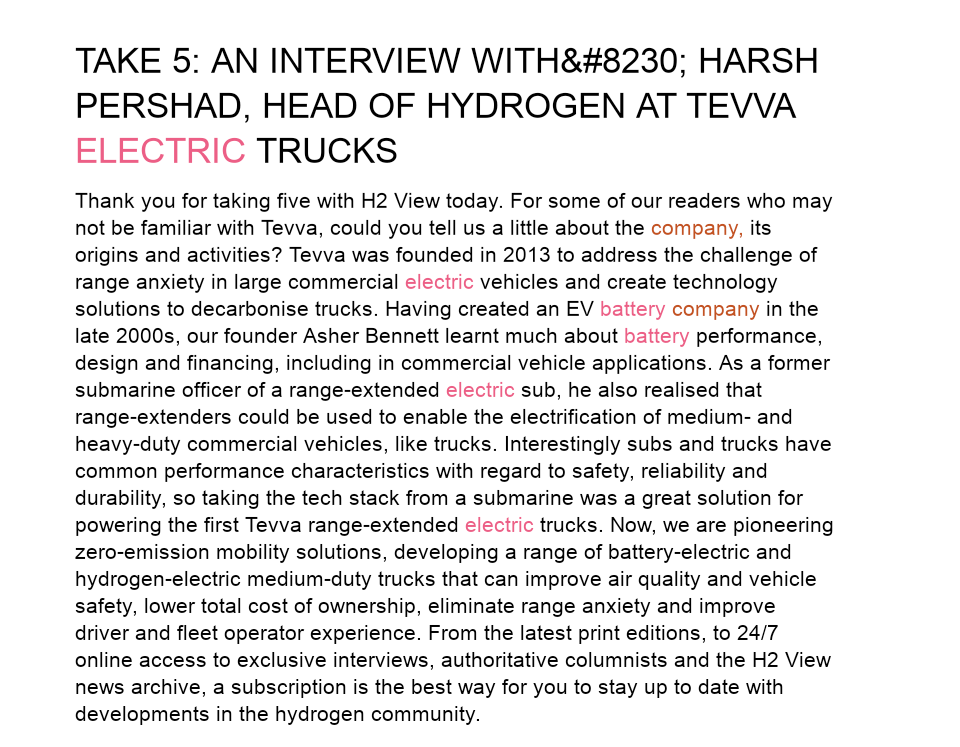 TAKE 5: AN INTERVIEW WITH&#8230; HARSH
PERSHAD, HEAD OF HYDROGEN AT TEVVA
ELECTRIC TRUCKS
Thank you for taking five with H2 View today. For some of our readers who may
not be familiar with Tevva, could you tell us a little about the company, its
origins and activities? Tevva was founded in 2013 to address the challenge of
range anxiety in large commercial electric vehicles and create technology
solutions to decarbonise trucks. Having created an EV battery company in the
late 2000s, our founder Asher Bennett learnt much about battery performance,
design and financing, including in commercial vehicle applications. As a former
submarine officer of a range-extended electric sub, he also realised that
range-extenders could be used to enable the electrification of medium- and
heavy-duty commercial vehicles, like trucks. Interestingly subs and trucks have
common performance characteristics with regard to safety, reliability and
durability, so taking the tech stack from a submarine was a great solution for
powering the first Tevva range-extended electric trucks. Now, we are pioneering
zero-emission mobility solutions, developing a range of battery-electric and
hydrogen-electric medium-duty trucks that can improve air quality and vehicle
safety, lower total cost of ownership, eliminate range anxiety and improve
driver and fleet operator experience. From the latest print editions, to 24/7
online access to exclusive interviews, authoritative columnists and the H2 View
news archive, a subscription is the best way for you to stay up to date with
developments in the hydrogen community.